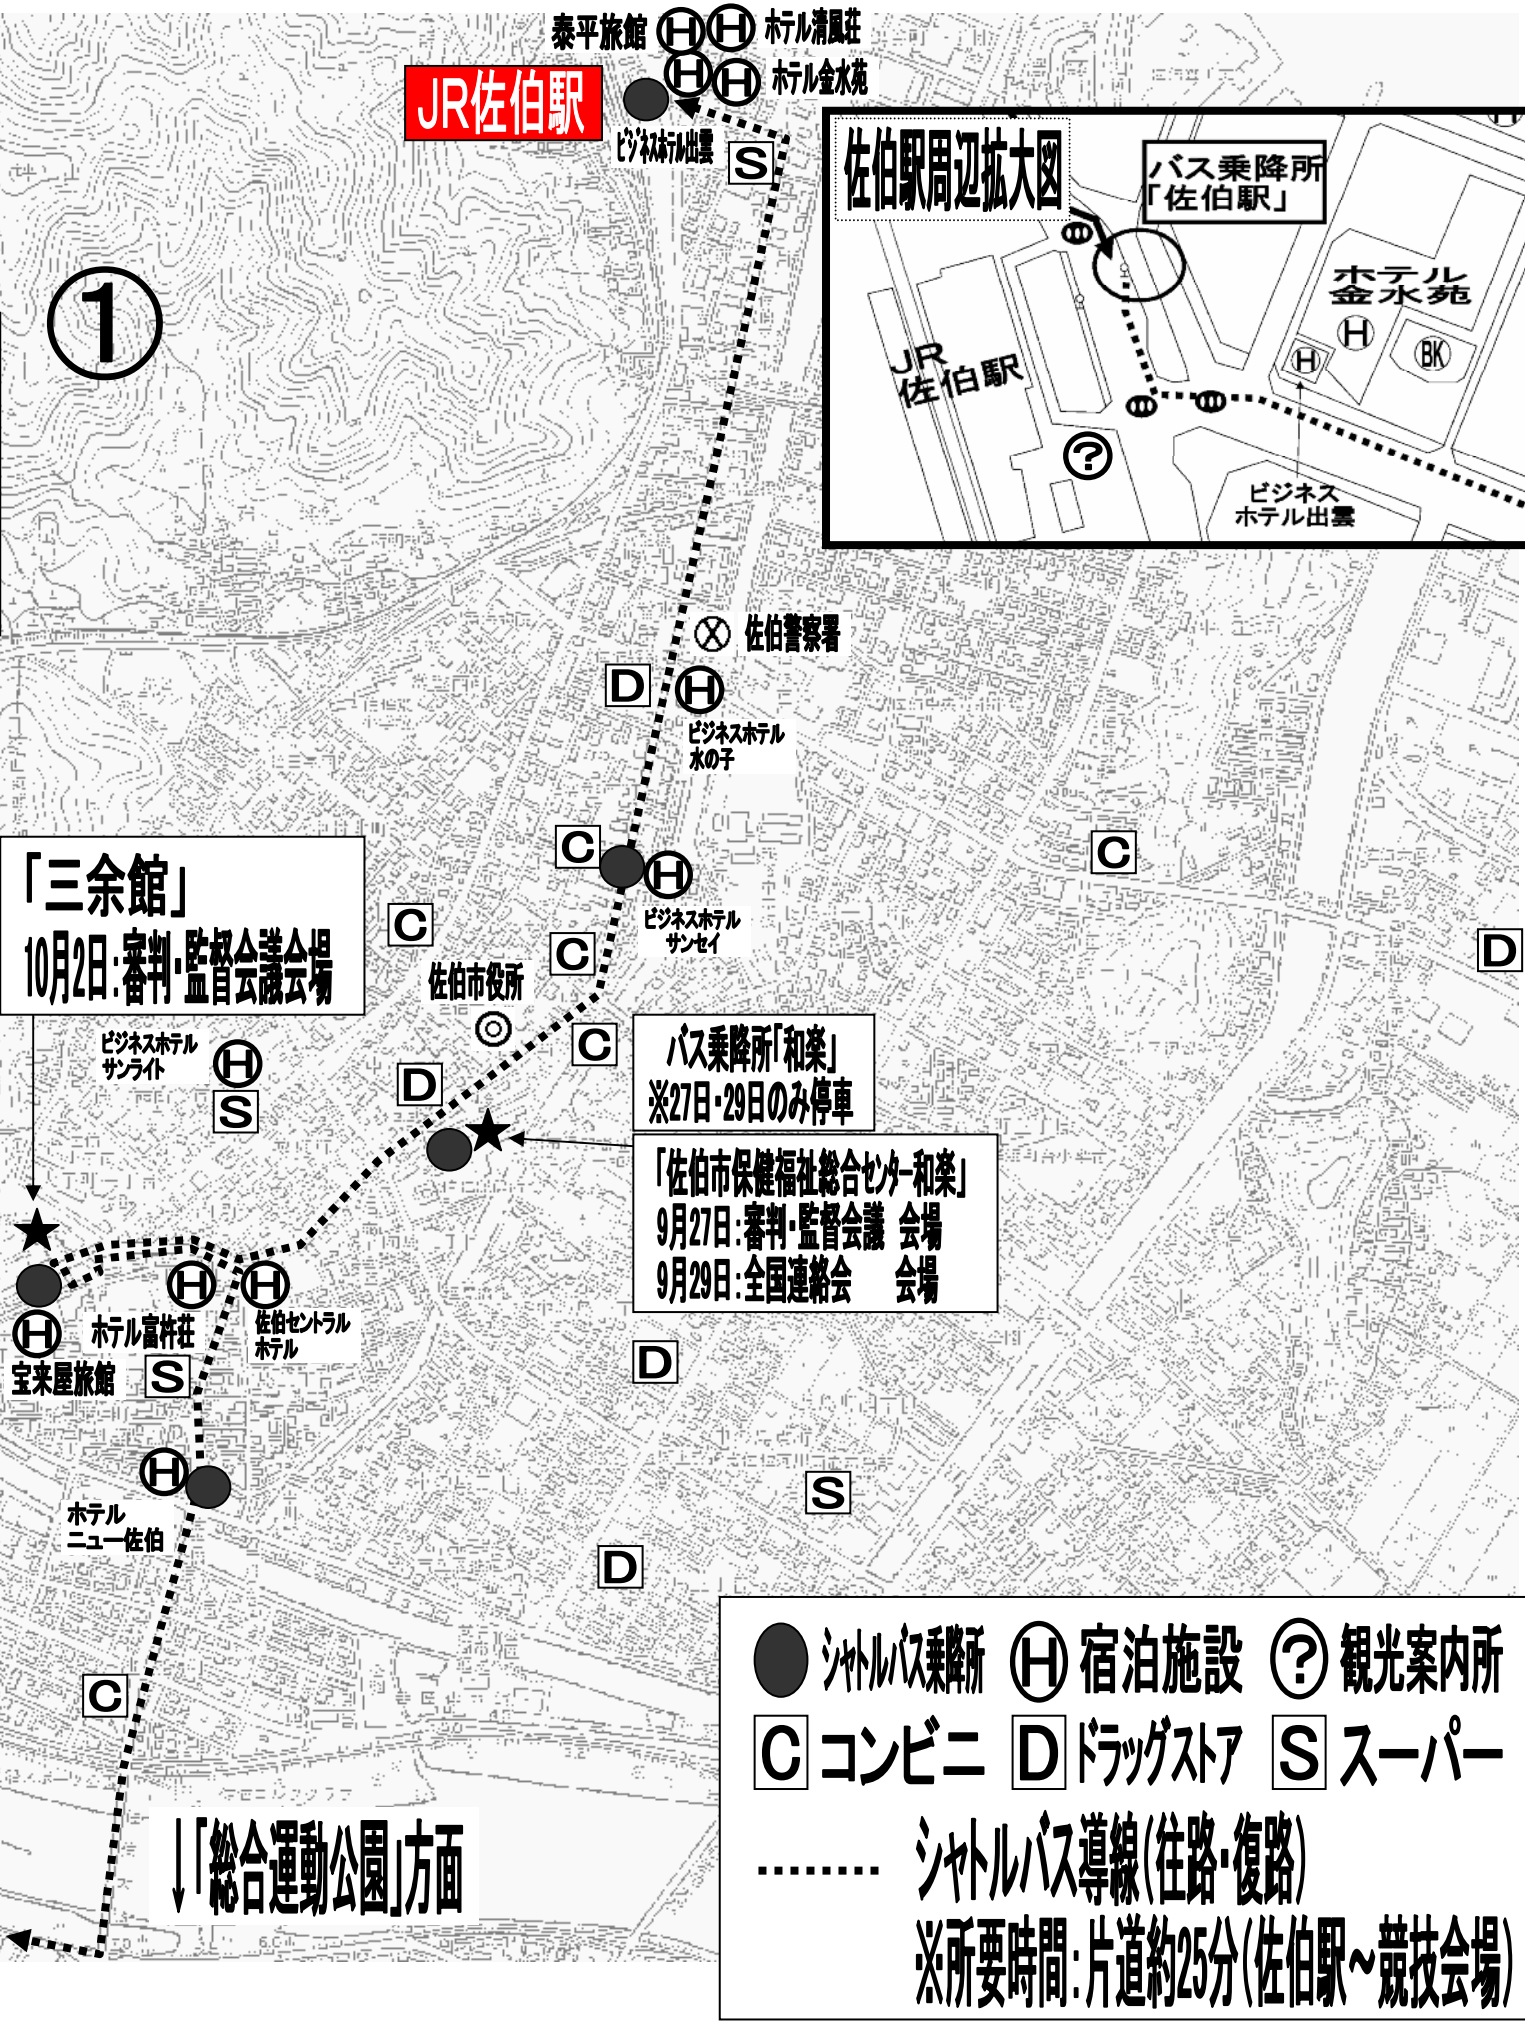 泰平旅館 H H ホテル清風荘
H H ホテル金水苑
JR佐伯駅
ビジネスホテル出雲
S
佐伯駅周辺拡大図
バス乗降所
「佐伯駅」
H
ホテル
金水苑
H
H
BK
JR
佐伯駅
?
ビジネス
ホテル出雲
①
佐伯警察署
D
H
ビジネスホテル
水の子
C
H
ビジネスホテル
サンセイ
C
D
「三余館」
10月2日:審判・監督会議会場
C
C
佐伯市役所
C
ビジネスホテル
サンライト
H
S
D
バス乗降所「和楽」
※27日・29日のみ停車
「佐伯市保健福祉総合センター和楽」
9月27日:審判・監督会議 会場
9月29日:全国連絡会 会場
H
H
H
ホテル富杵荘
佐伯セントラル
ホテル
宝来屋旅館
S
D
H
ホテル
ニュー佐伯
S
D
C
↓「総合運動公園」方面
シャトルバス乗降所 H 宿泊施設 ? 観光案内所
C コンビニ D ドラッグストア S スーパー
シャトルバス導線(往路・復路)
※所要時間:片道約25分(佐伯駅～競技会場)